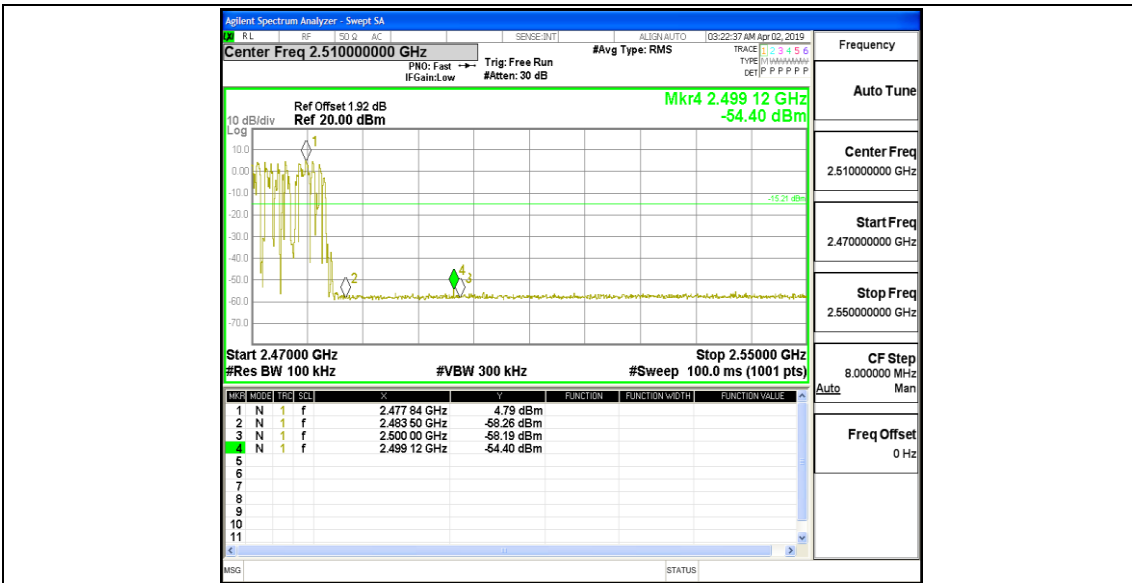 Agilent Spectrum Analyzer - Swept SA
LXI RL RF 50 Ω AC SENSE:INT ALIGN AUTO 03:22:37 AM Apr 02, 2019
Center Freq 2.510000000 GHz
PNO: Fast
IFGain:Low
Trig: Free Run
#Atten: 30 dB
#Avg Type: RMS
TRACE 1 2 3 4 5 6
TYPE M WWWWW
DET P P P P P P
Mkr4 2.499 12 GHz
-54.40 dBm
Ref Offset 1.92 dB
10 dB/div Ref 20.00 dBm
Log
10.0
0.00
-10.0
-20.0
-30.0
-40.0
-50.0
-60.0
-70.0
1
2
4
3
-15.21 dBm
Start 2.47000 GHz Stop 2.55000 GHz
#Res BW 100 kHz #VBW 300 kHz #Sweep 100.0 ms (1001 pts)
MKR MODE TRC SCL X Y FUNCTION FUNCTION WIDTH FUNCTION VALUE
1 N 1 f 2.477 84 GHz 4.79 dBm
2 N 1 f 2.483 50 GHz -58.26 dBm
3 N 1 f 2.500 00 GHz -58.19 dBm
4 N 1 f 2.499 12 GHz -54.40 dBm
5
6
7
8
9
10
11
MSG STATUS
Frequency
Auto Tune
Center Freq
2.510000000 GHz
Start Freq
2.470000000 GHz
Stop Freq
2.550000000 GHz
CF Step
8.000000 MHz
Auto Man
Freq Offset
0 Hz